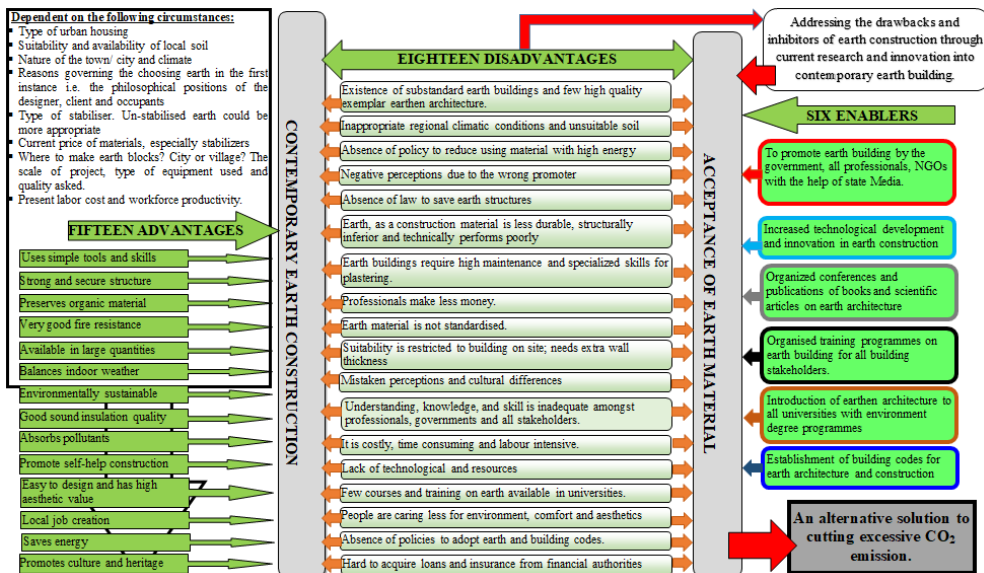 Dependent on the following circumstances:
▪ Type of urban housing
▪ Suitability and availability of local soil
▪ Nature of the town/ city and climate
▪ Reasons governing the choosing earth in the first
instance i.e. the philosophical positions of the
designer, client and occupants
▪ Type of stabiliser. Un-stabilised earth could be
more appropriate
▪ Current price of materials, especially stabilizers
▪ Where to make earth blocks? City or village? The
scale of project, type of equipment used and
quality asked.
▪ Present labor cost and workforce productivity.
FIFTEEN ADVANTAGES
Uses simple tools and skills
Strong and secure structure
Preserves organic material
Very good fire resistance
Available in large quantities
Balances indoor weather
Environmentally sustainable
Good sound insulation quality
Absorbs pollutants
Promote self-help construction
Easy to design and has high
aesthetic value
Local job creation
Saves energy
Promotes culture and heritage
CONTEMPORARY EARTH CONSTRUCTION
EIGHTEEN DISADVANTAGES
Existence of substandard earth buildings and few high quality
exemplar earthen architecture.
Inappropriate regional climatic conditions and unsuitable soil
Absence of policy to reduce using material with high energy
Negative perceptions due to the wrong promoter
Absence of law to save earth structures
Earth, as a construction material is less durable, structurally
inferior and technically performs poorly
Earth buildings require high maintenance and specialized skills for
plastering.
Professionals make less money.
Earth material is not standardised.
Suitability is restricted to building on site; needs extra wall
thickness
Mistaken perceptions and cultural differences
Understanding, knowledge, and skill is inadequate amongst
professionals, governments and all stakeholders.
It is costly, time consuming and labour intensive.
Lack of technological and resources
Few courses and training on earth available in universities.
People are caring less for environment, comfort and aesthetics
Absence of policies to adopt earth and building codes.
Hard to acquire loans and insurance from financial authorities
ACCEPTANCE OF EARTH MATERIAL
Addressing the drawbacks and
inhibitors of earth construction through
current research and innovation into
contemporary earth building.
SIX ENABLERS
To promote earth building by the
government, all professionals, NGOs
with the help of state Media.
Increased technological development
and innovation in earth construction
Organized conferences and
publications of books and scientific
articles on earth architecture
Organised training programmes on
earth building for all building
stakeholders.
Introduction of earthen architecture to
all universities with environment
degree programmes
Establishment of building codes for
earth architecture and construction
An alternative solution to
cutting excessive CO₂
emission.